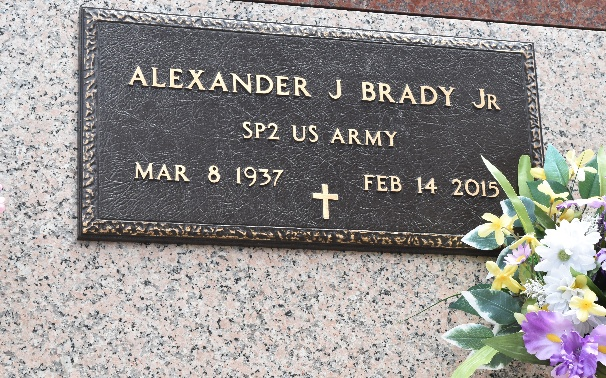 ALEXANDER J BRADY JR
SP2 US ARMY
MAR 8 1937 FEB 14 2015